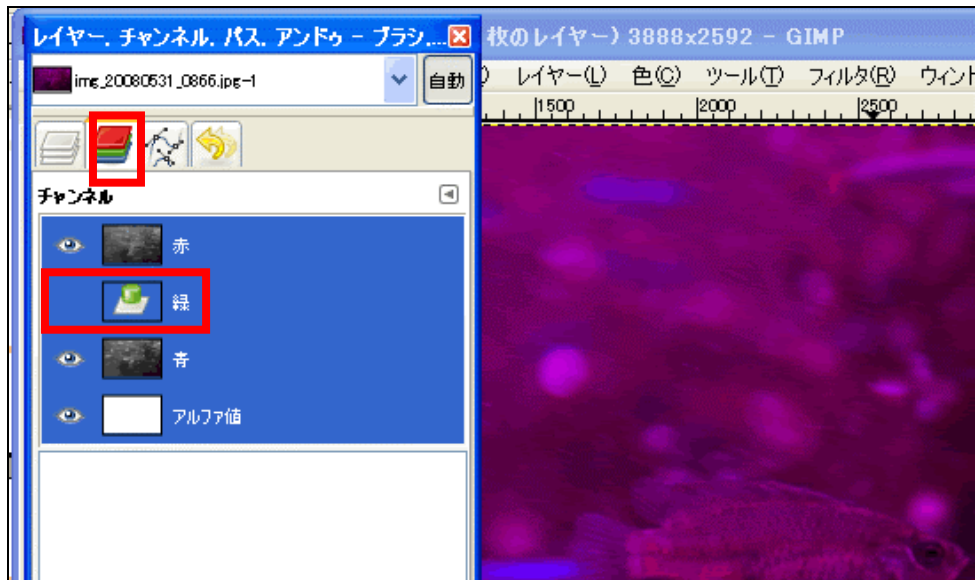 レイヤー, チャンネル, パス, アンドゥ - ブラシ,...
枚のレイヤー) 3888x2592 - GIMP
img_20080531_0866.jpg-1
自動
) レイヤー(L) 色(C) ツール(T) フィルタ(R) ウィント
1500 2000 2500
チャンネル
赤
緑
青
アルファ値